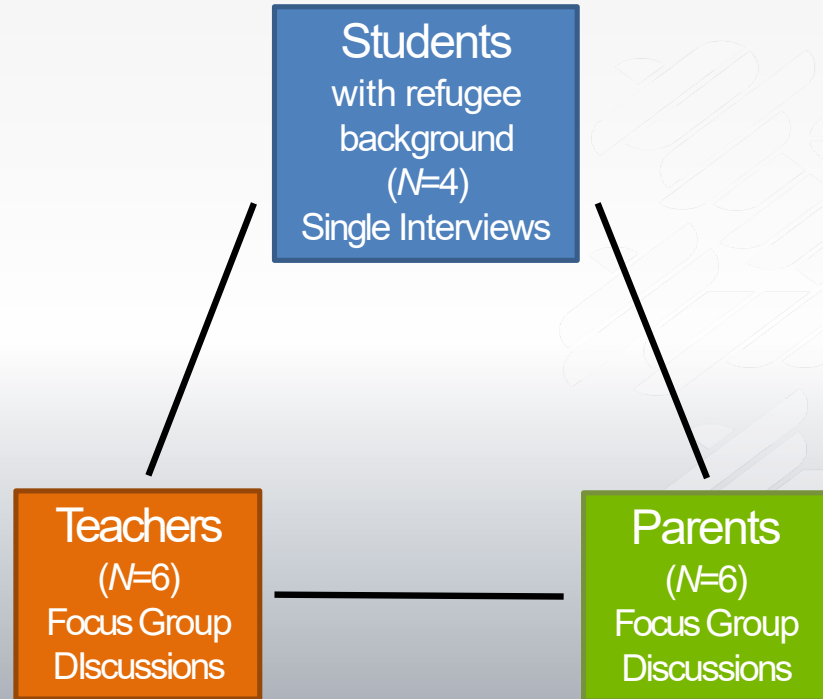 Students
with refugee
background
(N=4)
Single Interviews
Teachers
(N=6)
Focus Group
DIscussions
Parents
(N=6)
Focus Group
Discussions